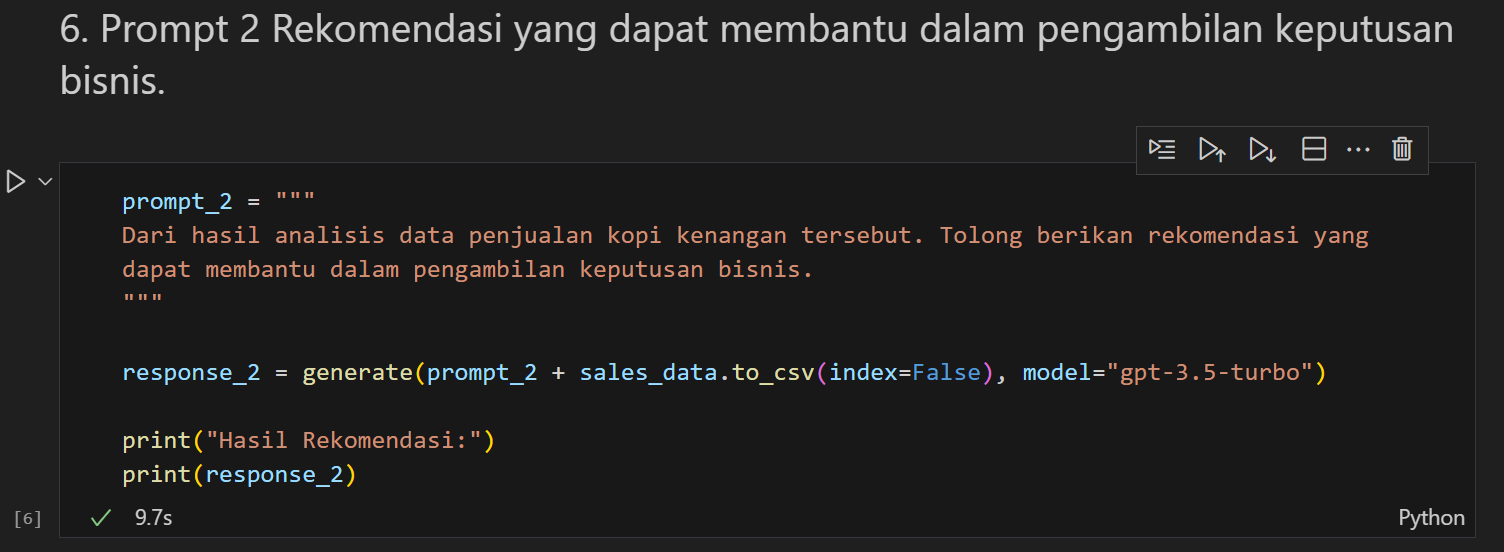 6. Prompt 2 Rekomendasi yang dapat membantu dalam pengambilan keputusan
bisnis.
prompt_2 = """
Dari hasil analisis data penjualan kopi kenangan tersebut. Tolong berikan rekomendasi yang
dapat membantu dalam pengambilan keputusan bisnis.
"""
response_2 = generate(prompt_2 + sales_data.to_csv(index=False), model="gpt-3.5-turbo")
print("Hasil Rekomendasi:")
print(response_2)
[6] 9.7s Python